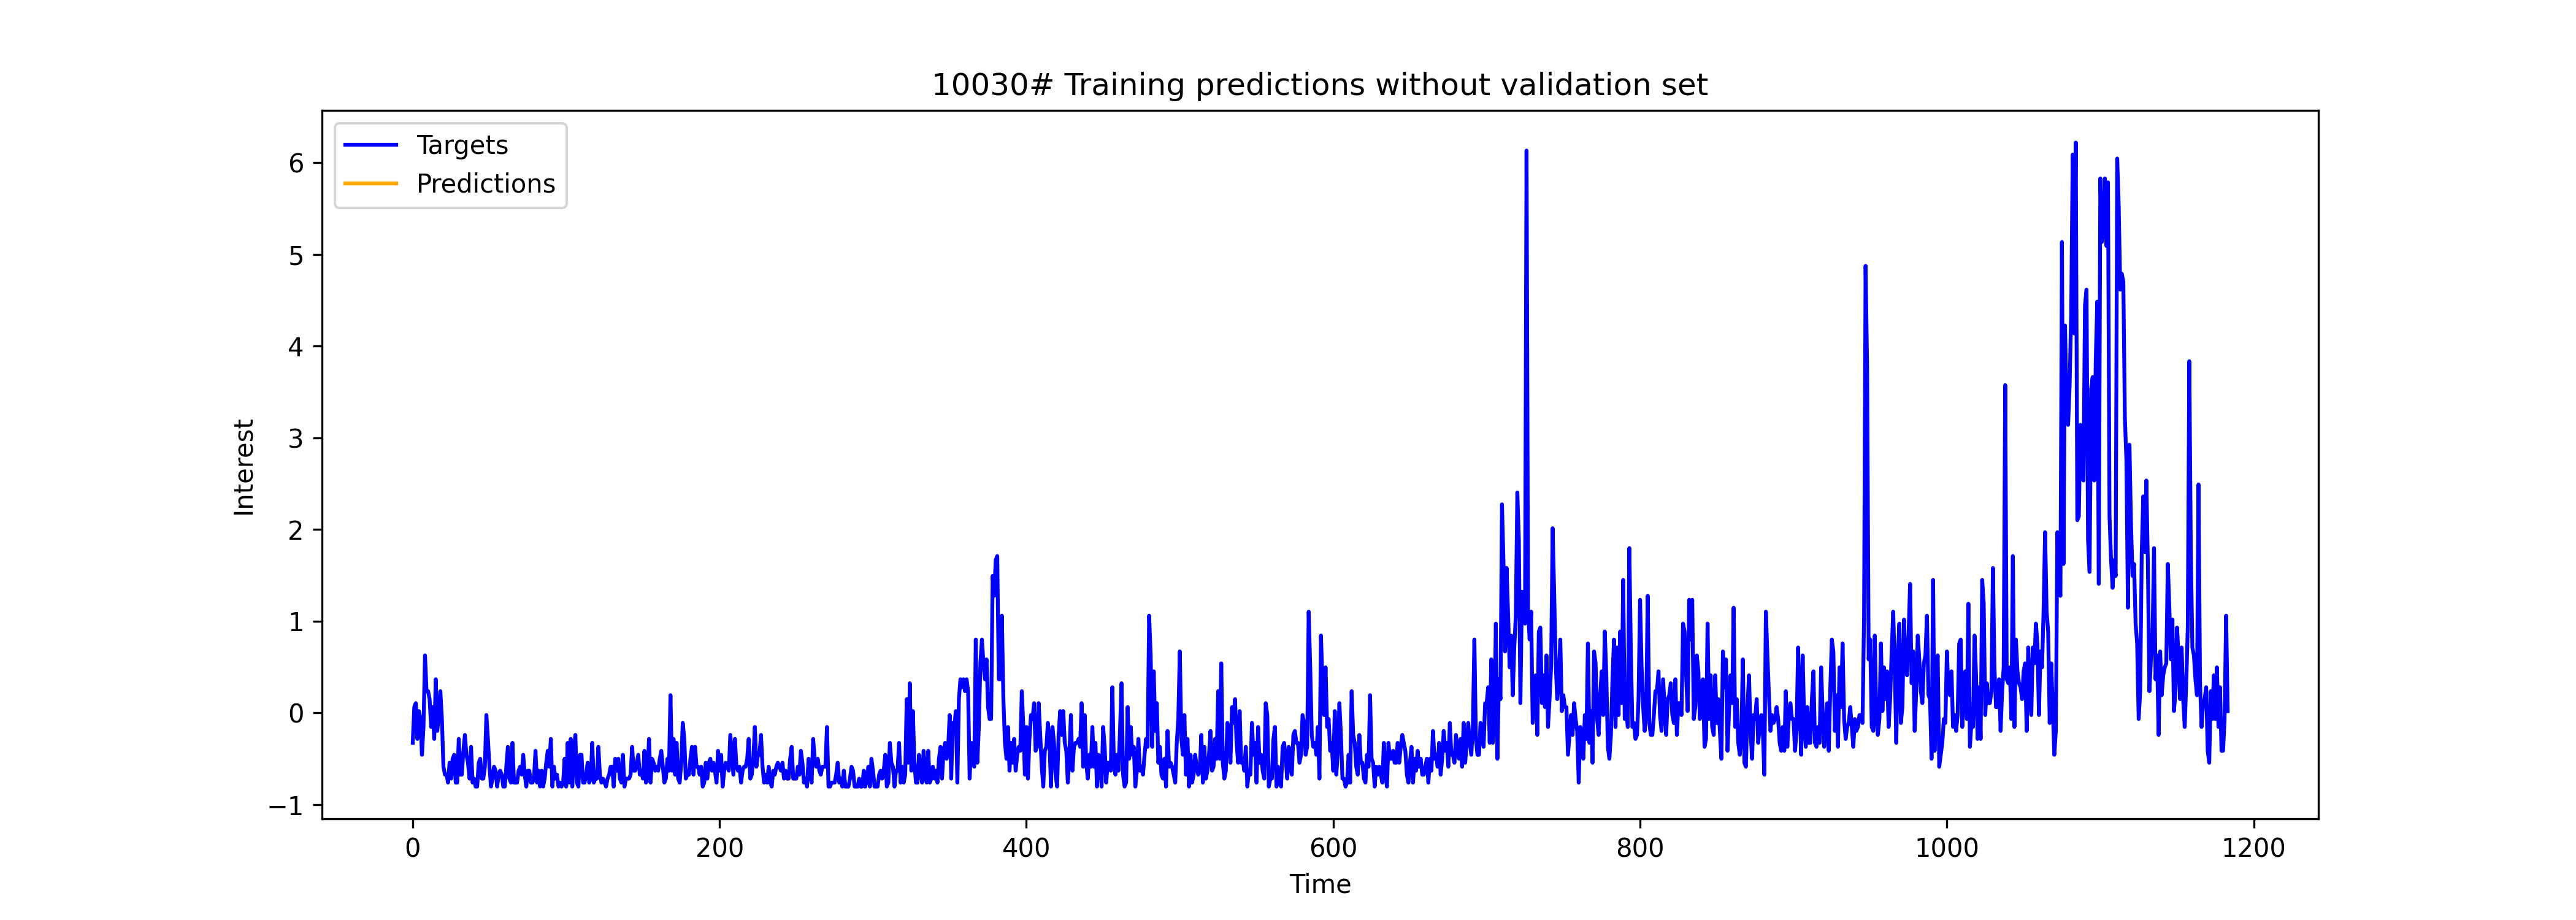 10030# Training predictions without validation set
Targets
Predictions
6
5
4
3
2
1
0
−1
Interest
0 200 400 600 800 1000 1200
Time